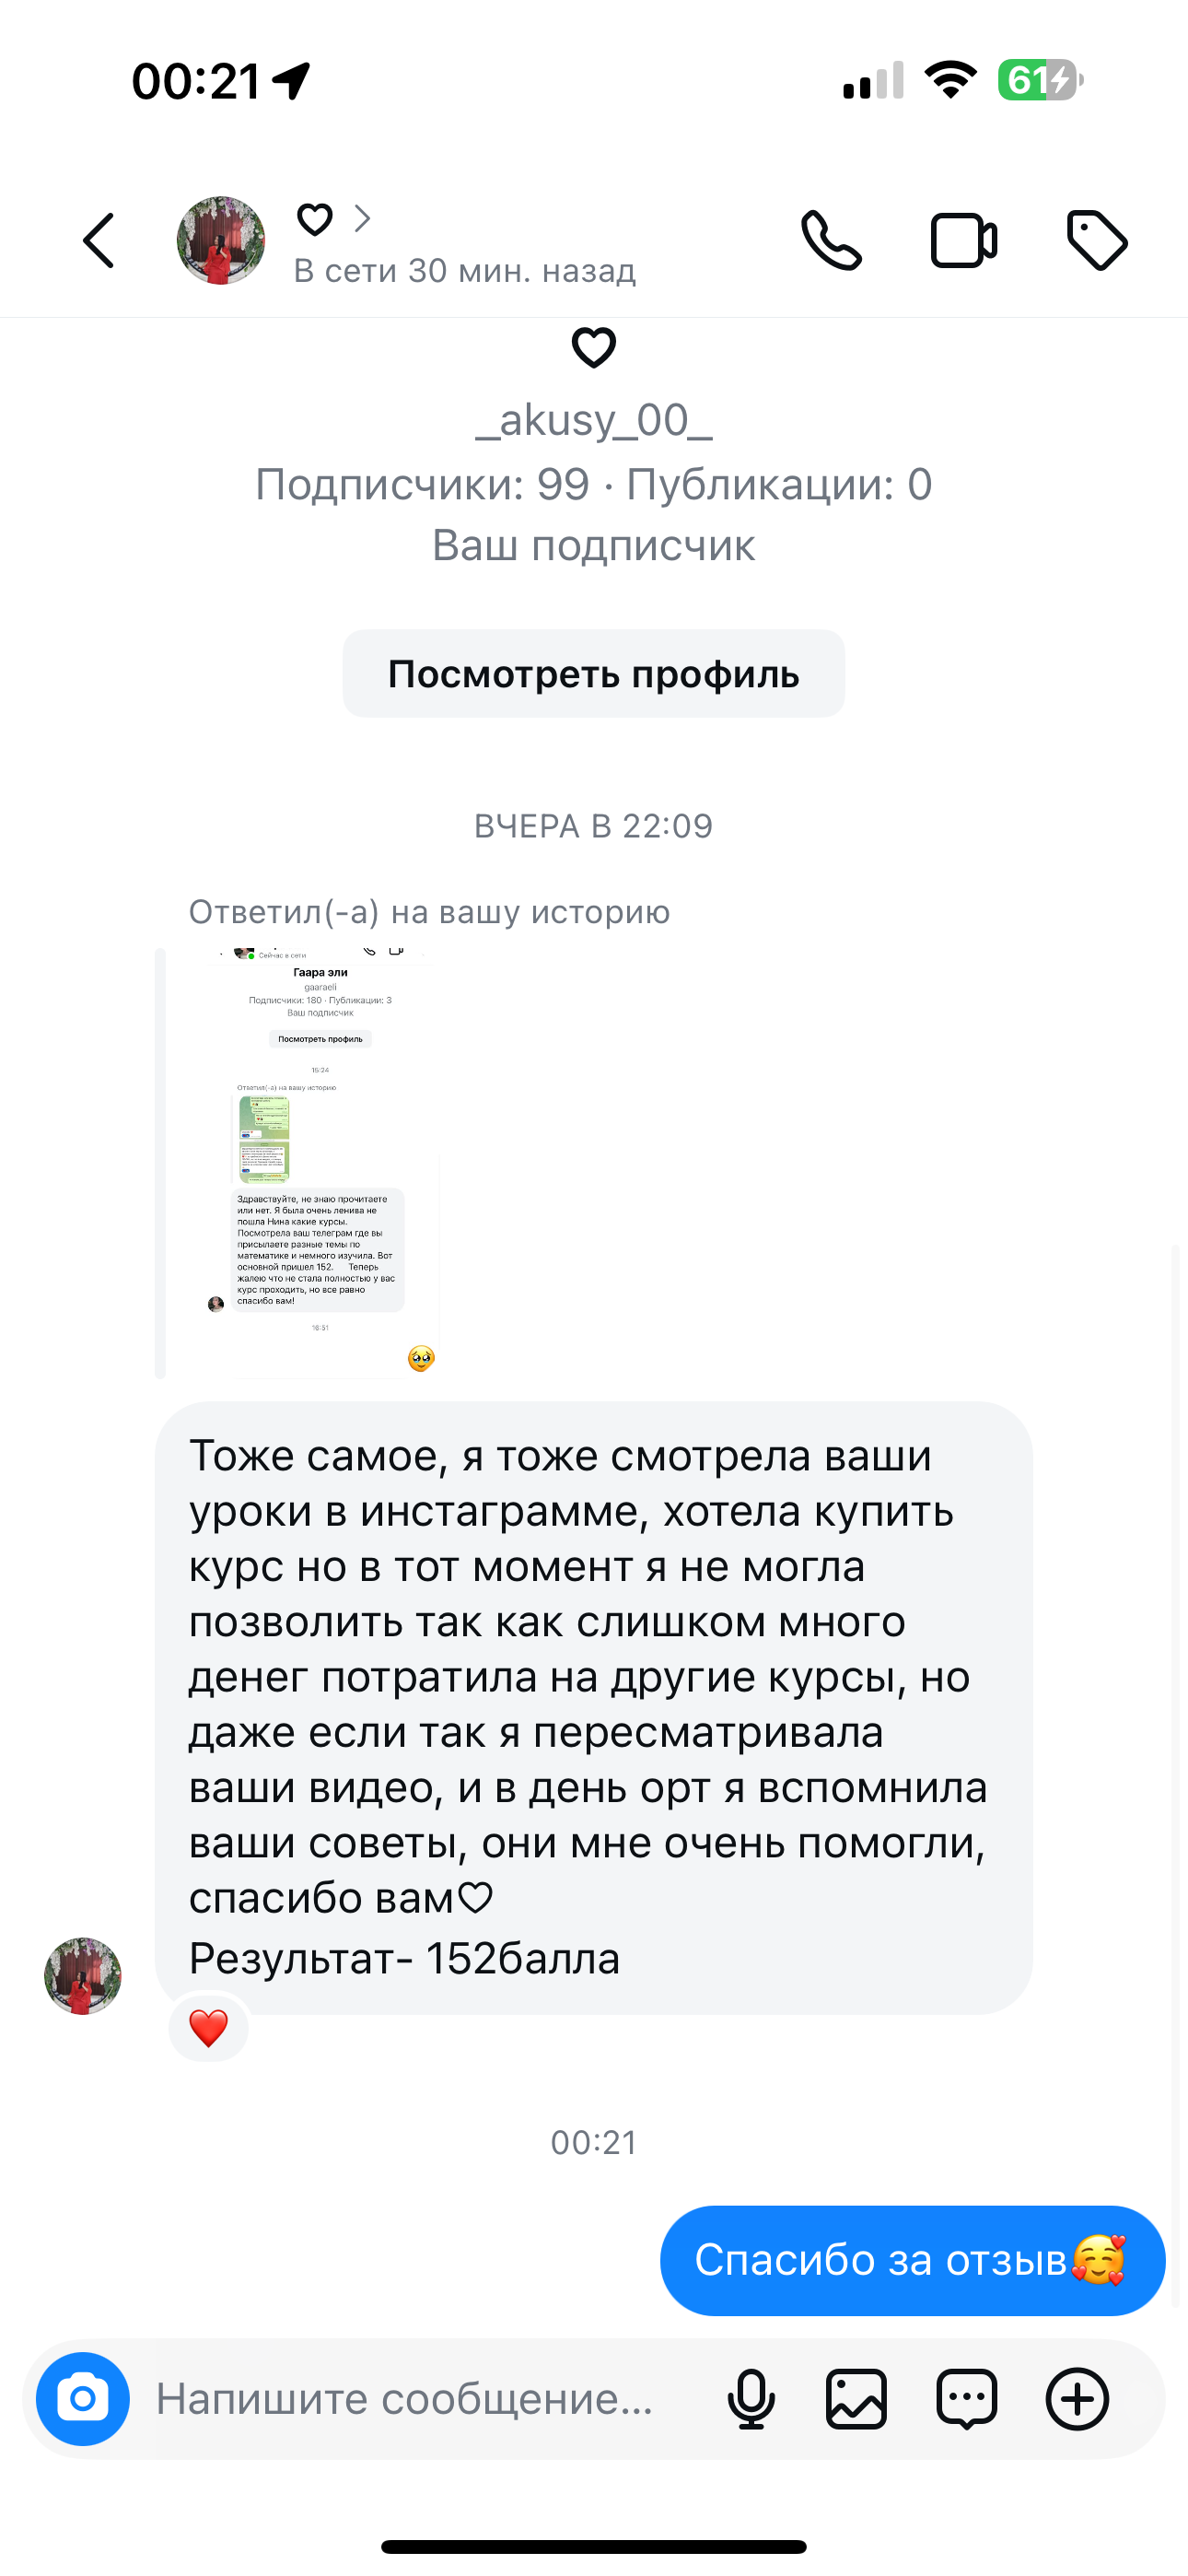 00:21
61
В сети 30 мин. назад
_akusy_00_
Подписчики: 99 · Публикации: 0
Ваш подписчик
Посмотреть профиль
ВЧЕРА В 22:09
Ответил(-а) на вашу историю
Сейчас в сети
Гаара эли
gaaraeli
Подписчики: 180 · Публикации: 3
Ваш подписчик
Посмотреть профиль
15:24
Ответил(-а) на вашу историю
Здравствуйте, не знаю прочитаете
или нет. Я была очень ленива не
пошла Нина какие курсы.
Посмотрела ваш телеграм где вы
присылаете разные темы по
математике и немного изучила. Вот
основной пришел 152. Теперь
жалею что не стала полностью у вас
курс проходить, но все равно
спасибо вам!
16:51
🥹
Тоже самое, я тоже смотрела ваши
уроки в инстаграмме, хотела купить
курс но в тот момент я не могла
позволить так как слишком много
денег потратила на другие курсы, но
даже если так я пересматривала
ваши видео, и в день орт я вспомнила
ваши советы, они мне очень помогли,
спасибо вам♡
Результат- 152балла
❤️
00:21
Спасибо за отзыв🥰
Напишите сообщение...